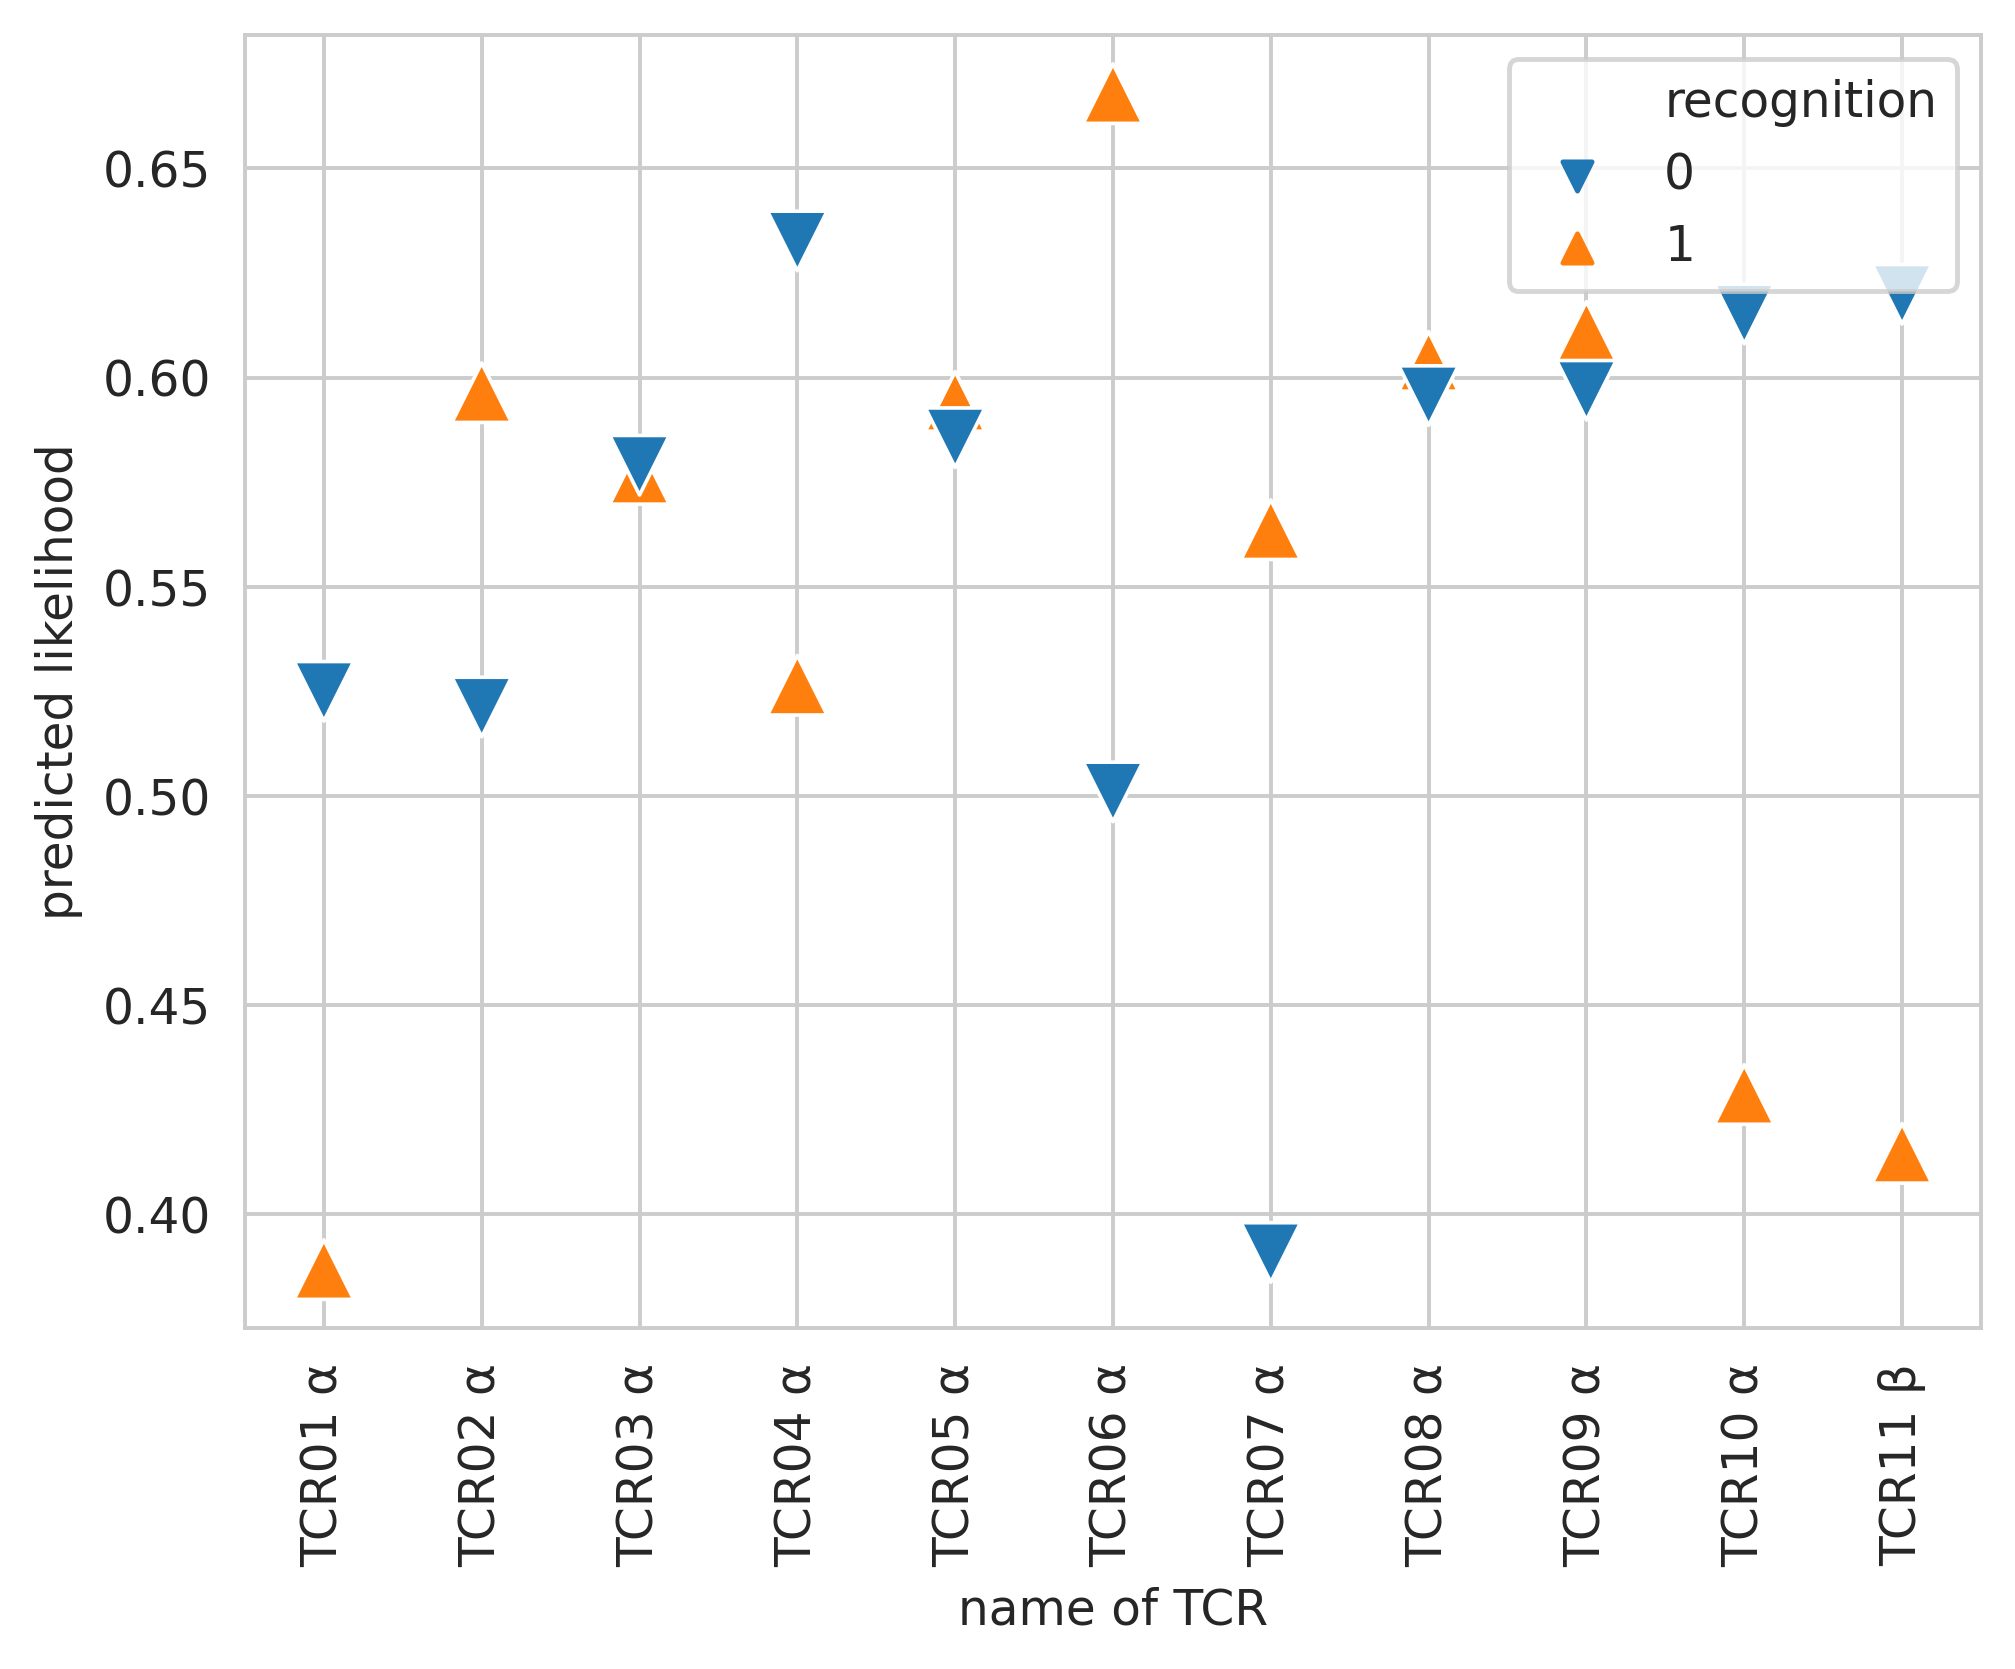 recognition
0
1
0.65
0.60
0.55
0.50
0.45
0.40
predicted likelihood
TCR01 α
TCR02 α
TCR03 α
TCR04 α
TCR05 α
TCR06 α
TCR07 α
TCR08 α
TCR09 α
TCR10 α
TCR11 β
name of TCR